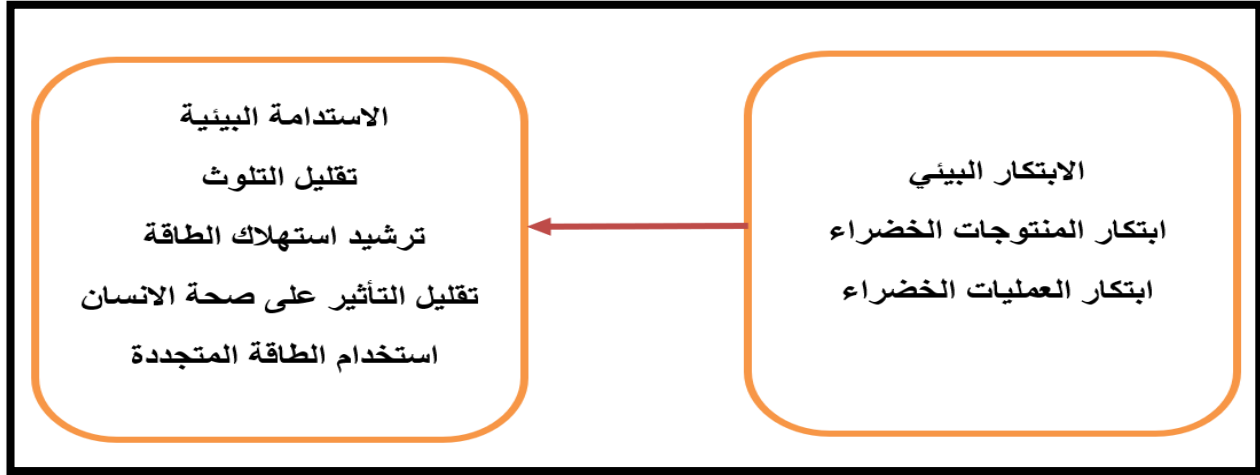 الابتكار البيئي
ابتكار المنتوجات الخضراء
ابتكار العمليات الخضراء
الاستدامة البيئية
تقليل التلوث
ترشيد استهلاك الطاقة
تقليل التأثير على صحة الانسان
استخدام الطاقة المتجددة